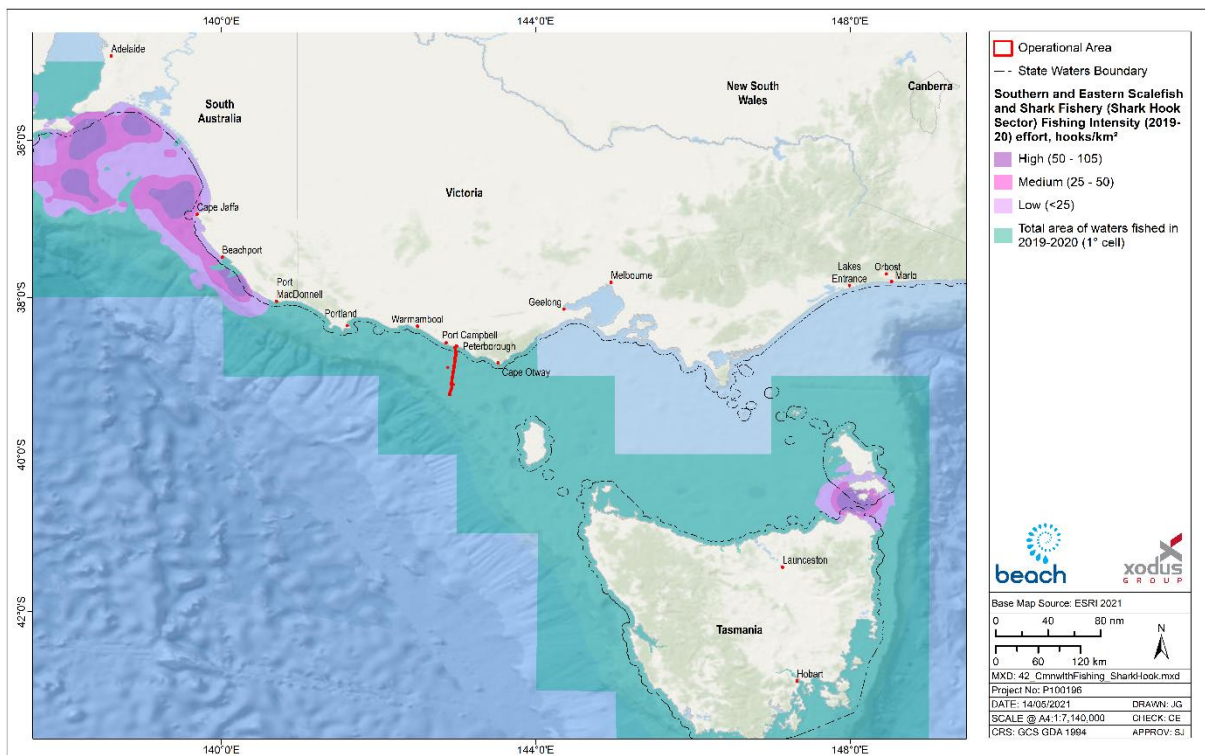 140°0'E
144°0'E
148°0'E
36°0'S
38°0'S
40°0'S
42°0'S
140°0'E
144°0'E
148°0'E
Adelaide
South
Australia
New South
Wales
Canberra
Victoria
Cape Jaffa
Beachport
Port
MacDonnell
Portland
Warrnambool
Port Campbell
Peterborough
Cape Otway
Geelong
Melbourne
Lakes
Entrance
Orbost
Marlo
Launceston
Tasmania
Hobart
Operational Area
State Waters Boundary
Southern and Eastern Scalefish
and Shark Fishery (Shark Hook
Sector) Fishing Intensity (2019-
20) effort, hooks/km²
High (50 - 105)
Medium (25 - 50)
Low (<25)
Total area of waters fished in
2019-2020 (1° cell)
beach
xodus
GROUP
Base Map Source: ESRI 2021
0 40 80 nm
0 60 120 km
N
MXD: 42_CmnwlthFishing_SharkHook.mxd
Project No: P100196
DATE: 14/05/2021 DRAWN: JG
SCALE @ A4:1:7,140,000 CHECK: CE
CRS: GCS GDA 1994 APPROV: SJ